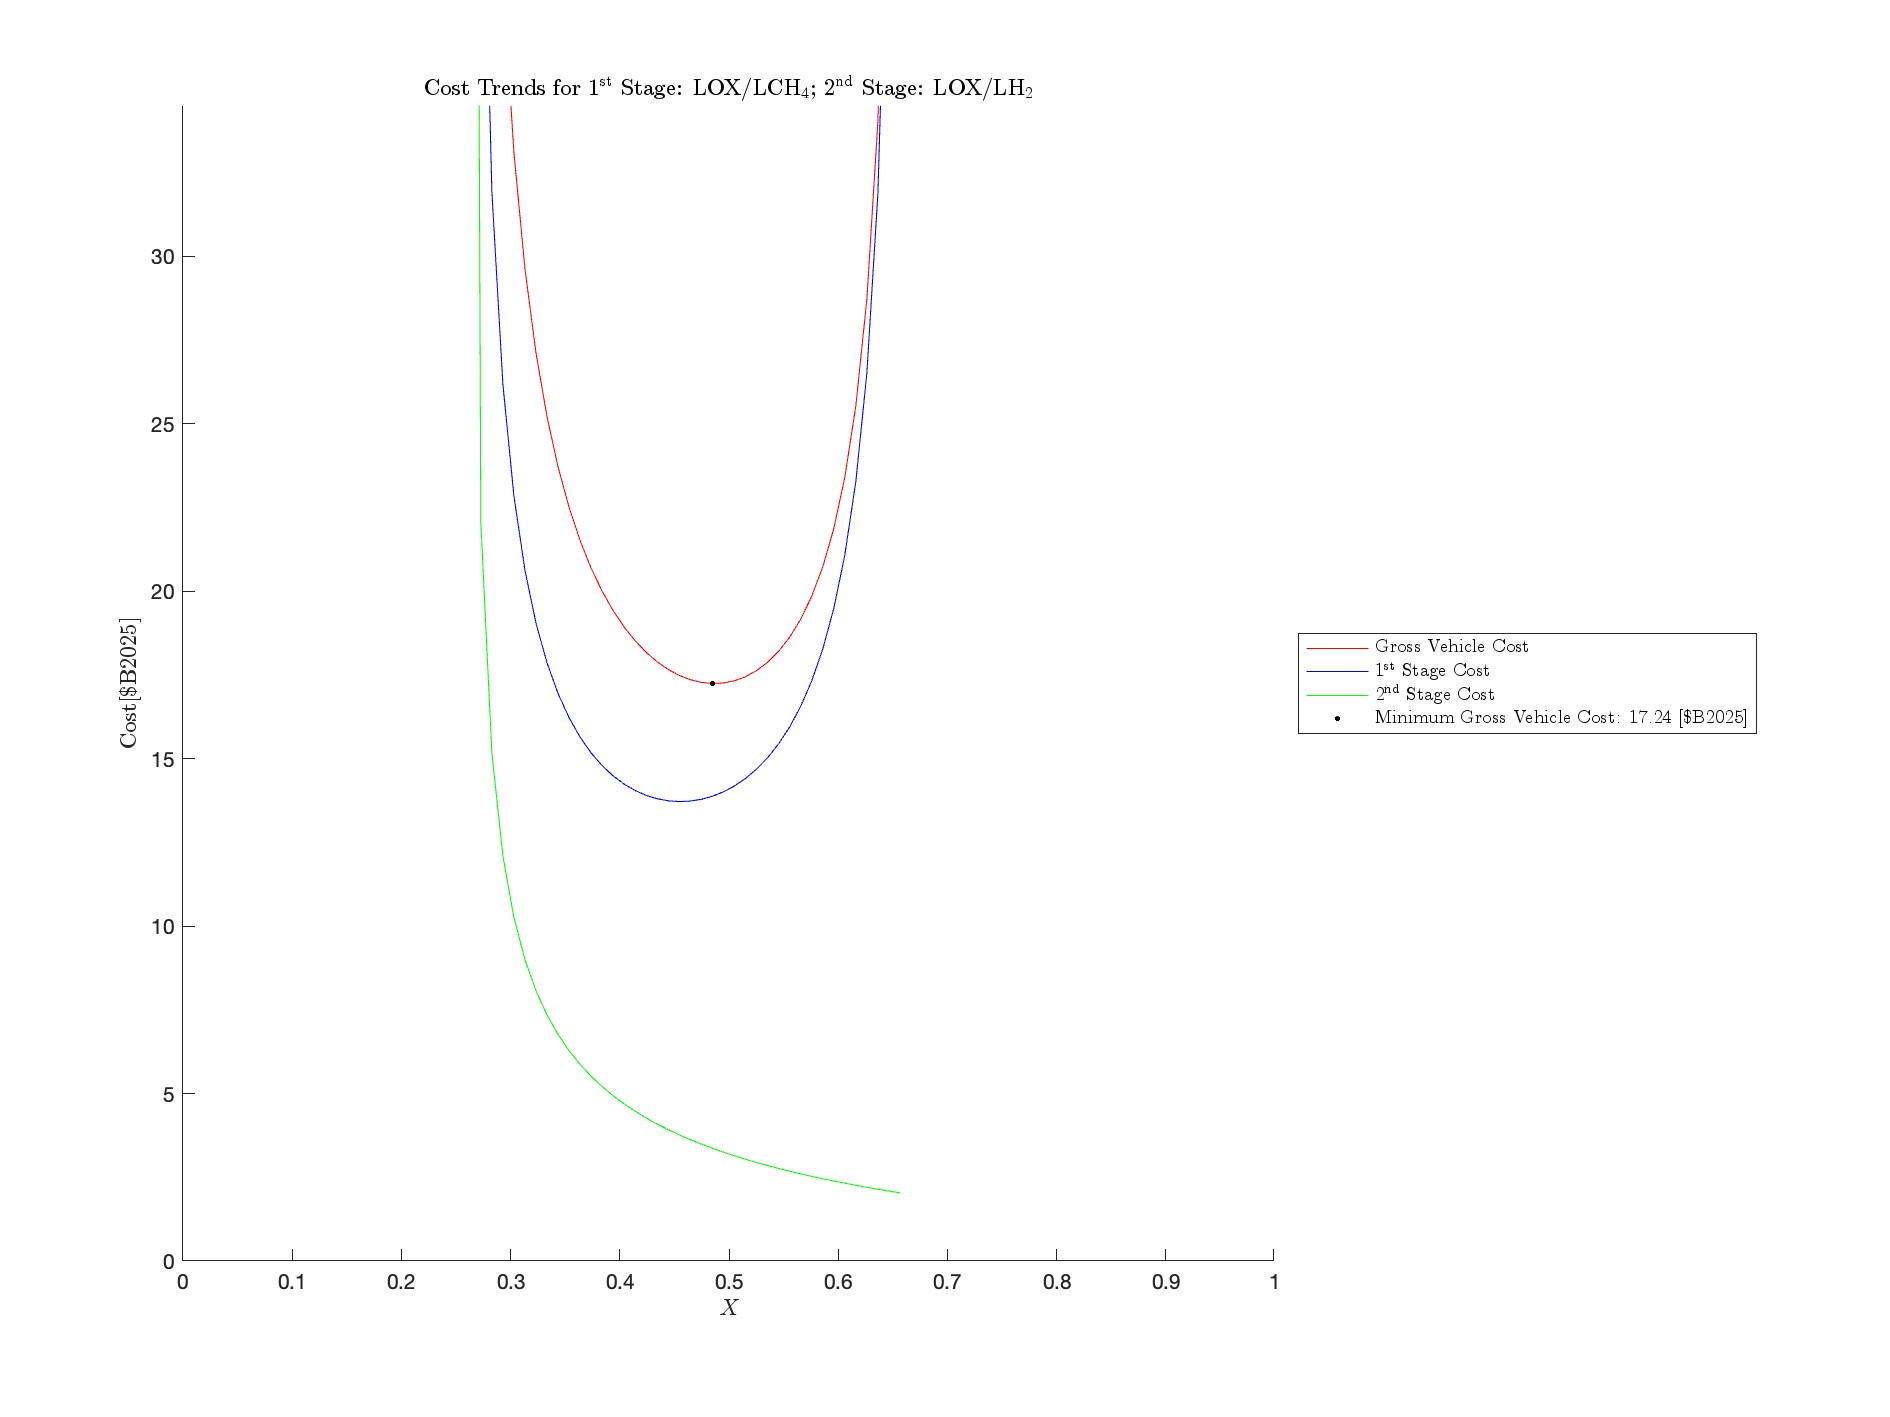 Cost Trends for 1st Stage: LOX/LCH4; 2nd Stage: LOX/LH2
30
25
20
15
10
5
0
Cost[$B2025]
0 0.1 0.2 0.3 0.4 0.5 0.6 0.7 0.8 0.9 1
X
Gross Vehicle Cost
1st Stage Cost
2nd Stage Cost
Minimum Gross Vehicle Cost: 17.24 [$B2025]